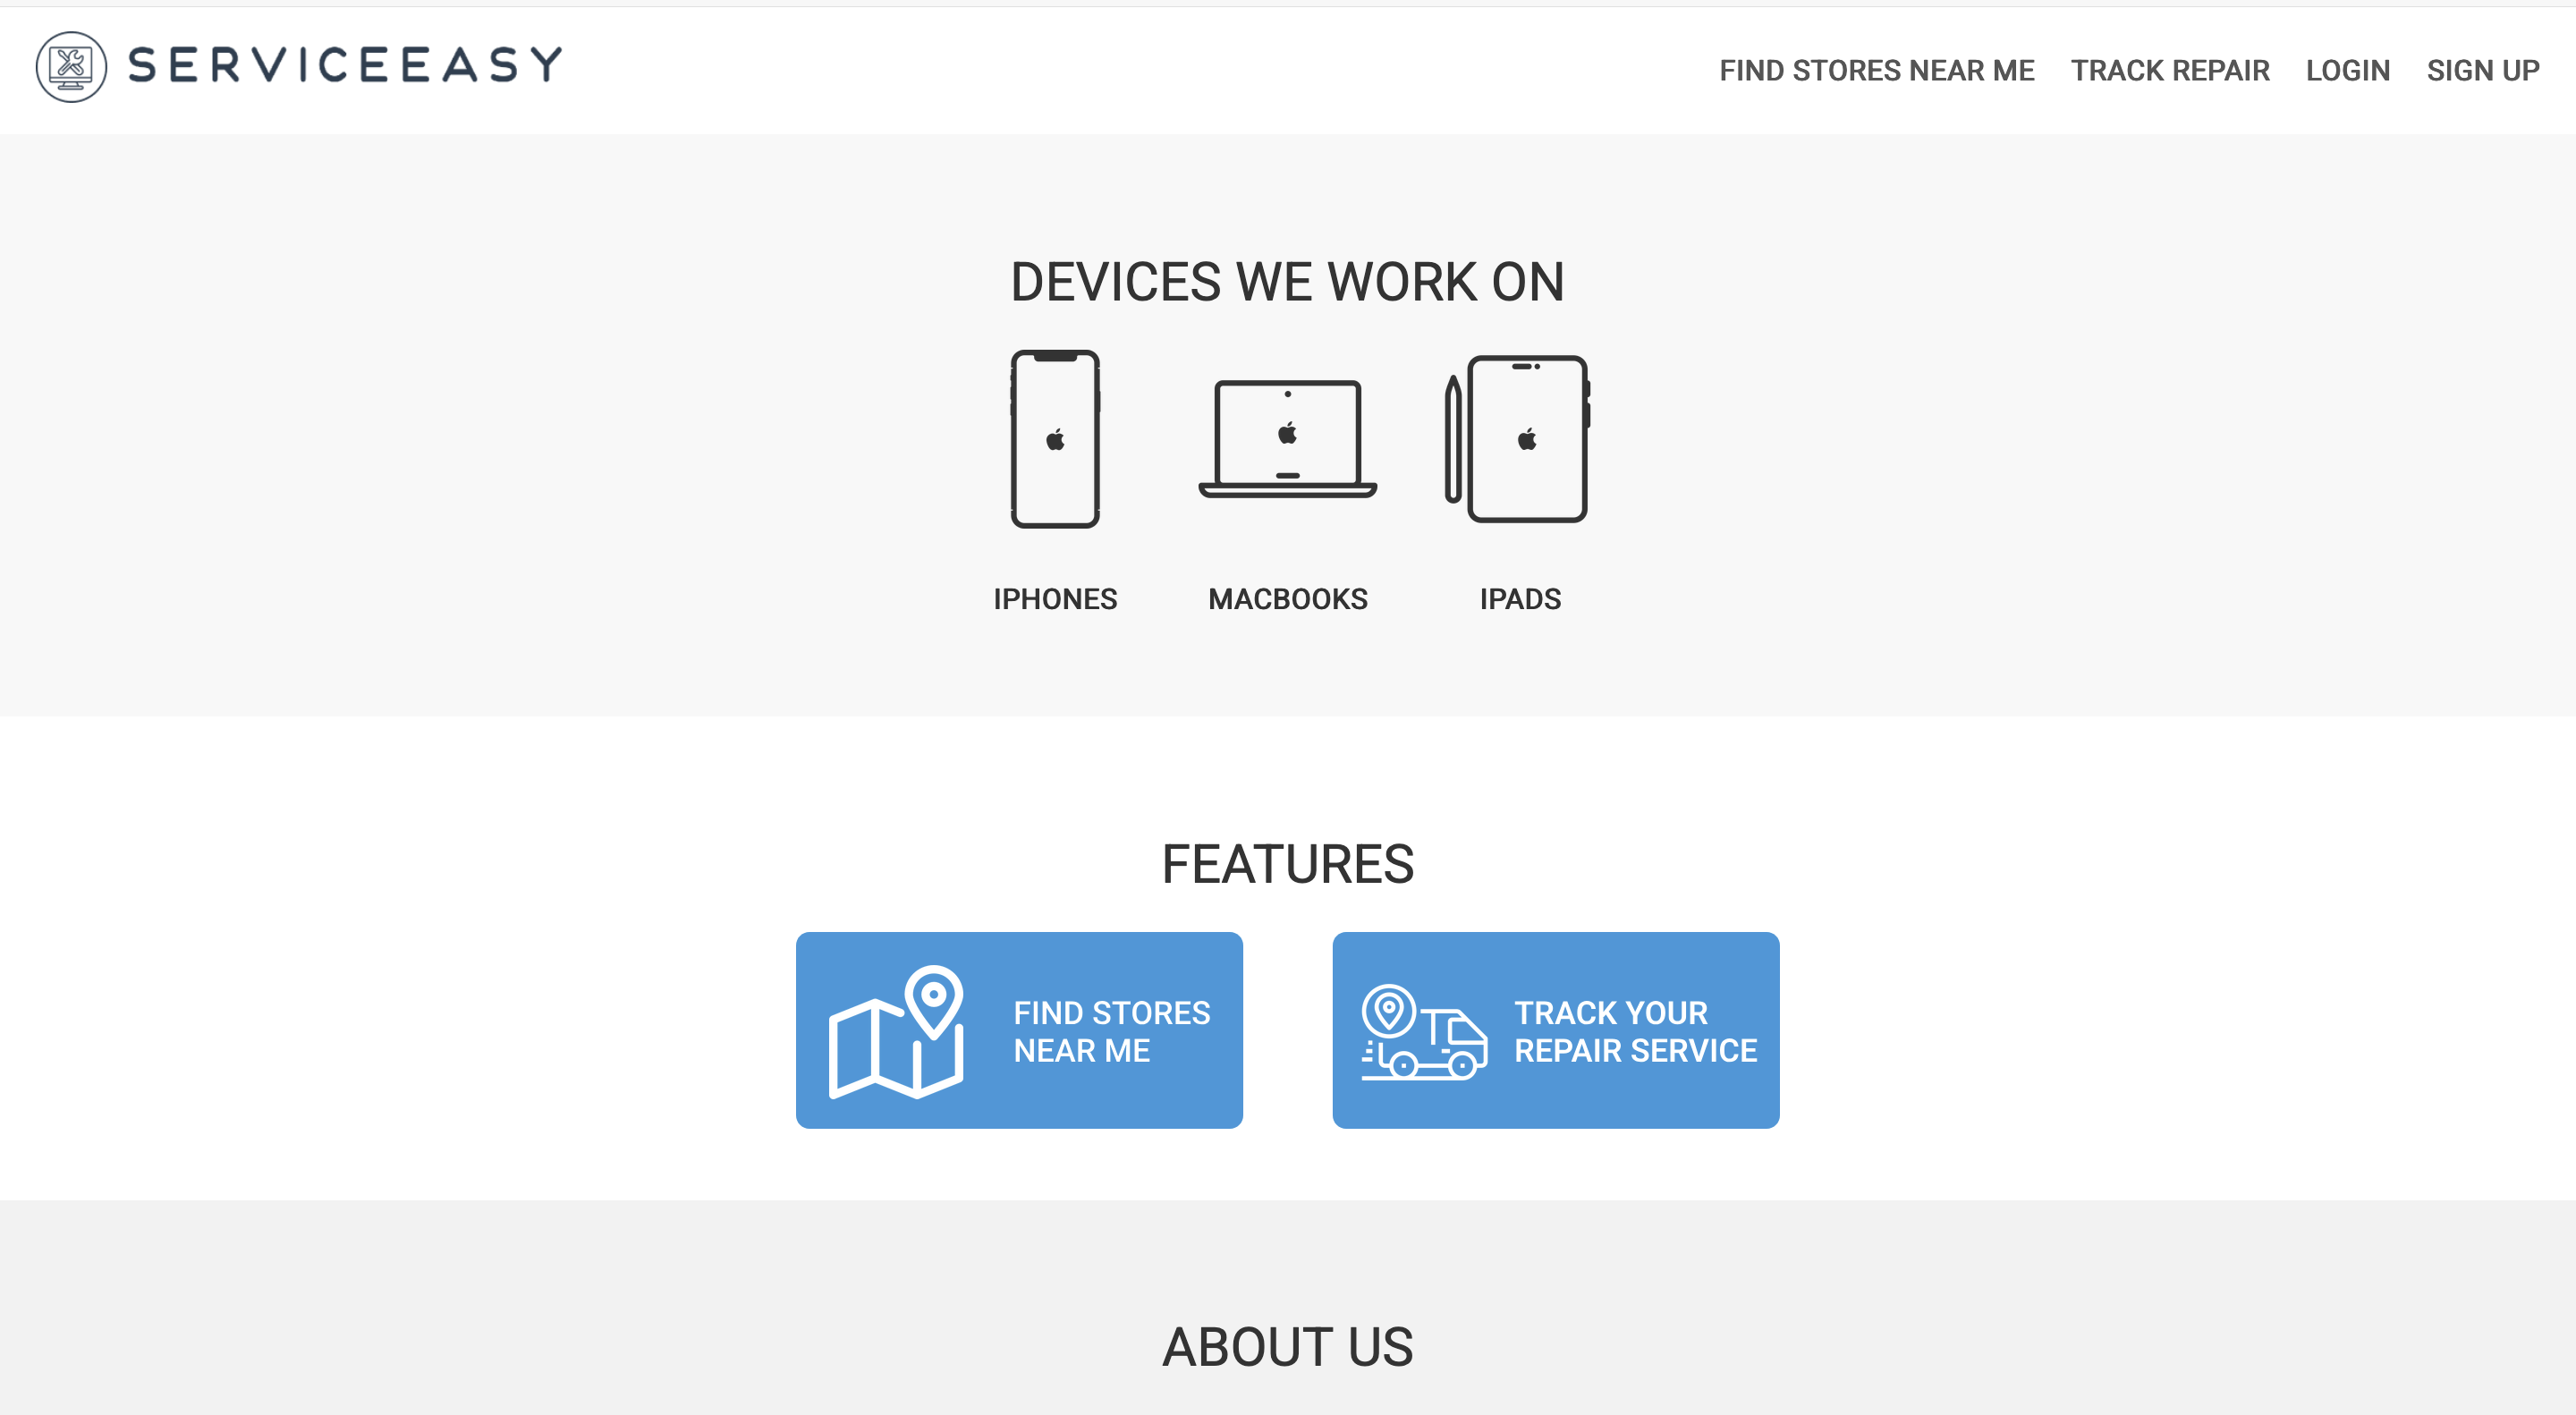 SERVICEEASY
FIND STORES NEAR ME
TRACK REPAIR
LOGIN
SIGN UP
DEVICES WE WORK ON
IPHONES
MACBOOKS
IPADS
FEATURES
FIND STORES
NEAR ME
TRACK YOUR
REPAIR SERVICE
ABOUT US